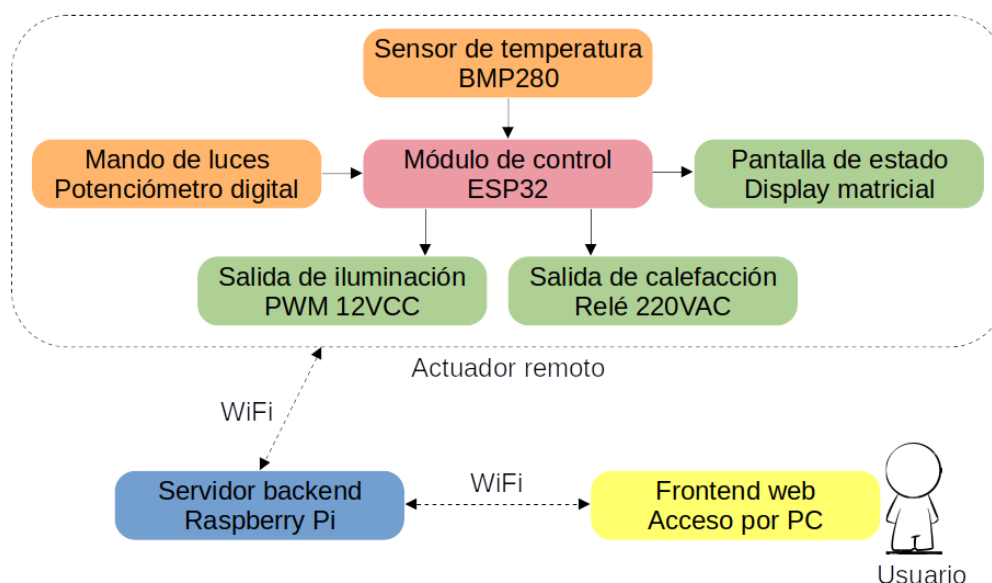 Sensor de temperatura
BMP280
Mando de luces
Potenciómetro digital
Módulo de control
ESP32
Pantalla de estado
Display matricial
Salida de iluminación
PWM 12VCC
Salida de calefacción
Relé 220VAC
Actuador remoto
WiFi
Servidor backend
Raspberry Pi
WiFi
Frontend web
Acceso por PC
Usuario